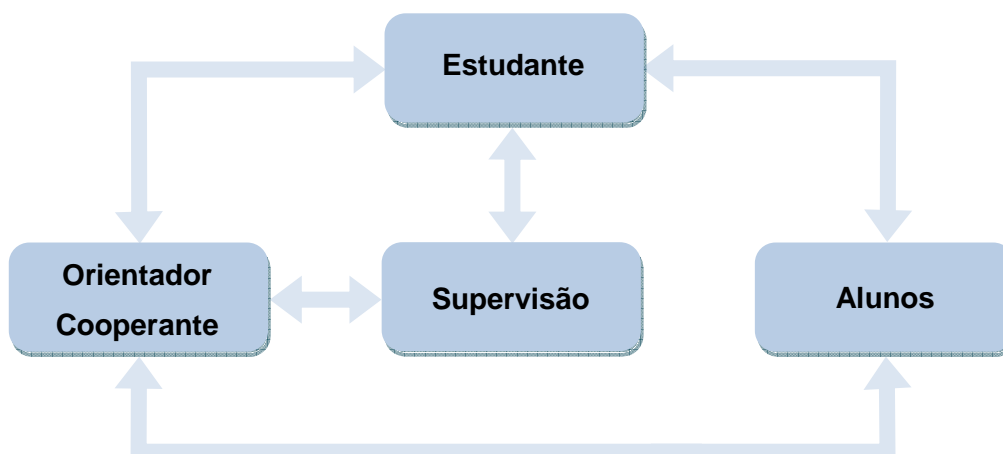 Estudante
Orientador
Cooperante
Supervisão
Alunos